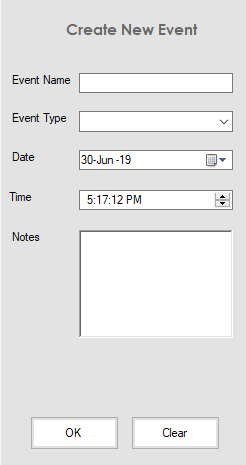 Create New Event
Event Name
Event Type
Date
30-Jun -19
Time
5:17:12 PM
Notes
OK
Clear